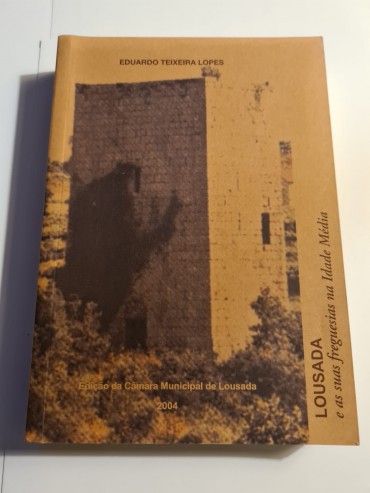 EDUARDO TEIXEIRA LOPES
LOUSADA
e as suas freguesias na Idade Média
Edição da Câmara Municipal de Lousada
2004